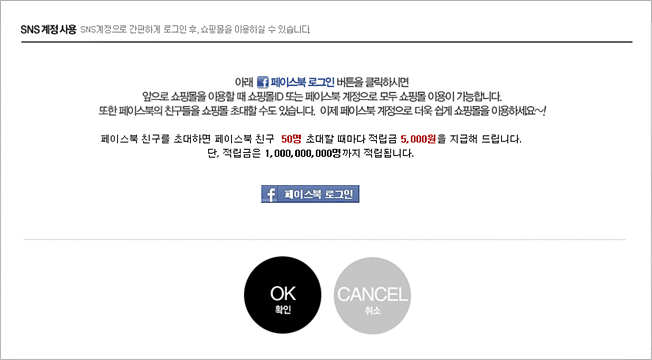 SNS 계정 사용 SNS계정으로 간편하게 로그인 후, 쇼핑몰을 이용하실 수 있습니다.
아래 페이스북 로그인 버튼을 클릭하시면
앞으로 쇼핑몰을 이용할 때 쇼핑몰ID 또는 페이스북 계정으로 모두 쇼핑몰 이용이 가능합니다.
또한 페이스북의 친구들을 쇼핑몰 초대할 수도 있습니다. 이제 페이스북 계정으로 더욱 쉽게 쇼핑몰을 이용하세요~!
페이스북 친구를 초대하면 페이스북 친구 50명 초대할 때마다 적립금 5,000원을 지급해 드립니다.
단, 적립금은 1,000,000,000명까지 적립됩니다.
f 페이스북 로그인
OK
확인
CANCEL
취소